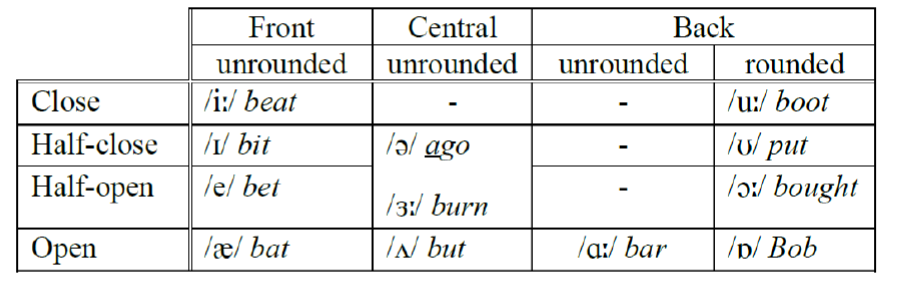 Front Central Back
unrounded unrounded unrounded rounded
Close /iː/ beat - - /uː/ boot
Half-close /ɪ/ bit /ə/ ago - /ʊ/ put
Half-open /e/ bet /ɜː/ burn - /ɔː/ bought
Open /æ/ bat /ʌ/ but /ɑː/ bar /ɒ/ Bob